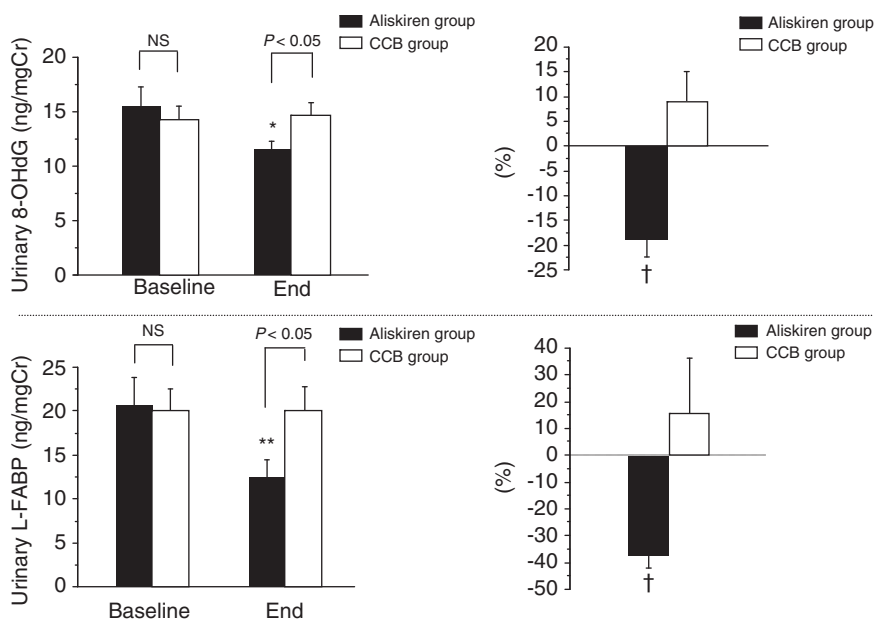 Aliskiren group
CCB group
NS
P < 0.05
*
Urinary 8-OHdG (ng/mgCr)
20
15
10
5
0
Baseline End
Aliskiren group
CCB group
(%)
20
15
10
5
0
-5
-10
-15
-20
-25
†
Aliskiren group
CCB group
NS
P < 0.05
**
Urinary L-FABP (ng/mgCr)
25
20
15
10
5
0
Baseline End
Aliskiren group
CCB group
(%)
40
30
20
10
0
-10
-20
-30
-40
-50
†